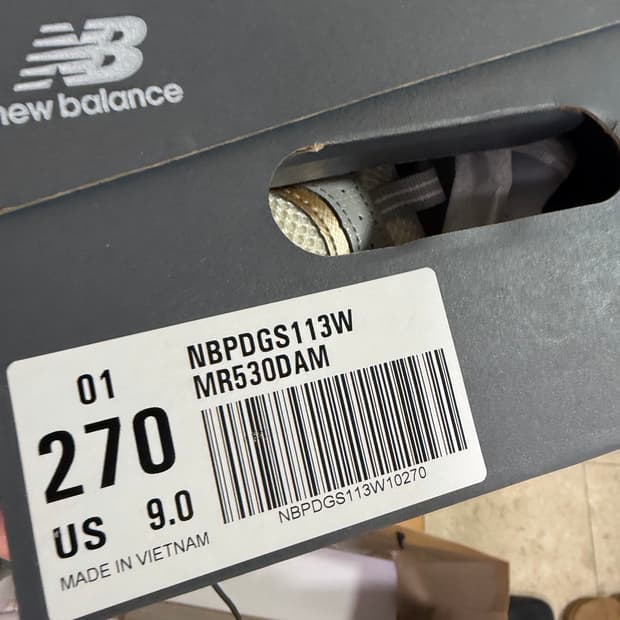 NB
new balance
NBPDGS113W
MR530DAM
01
270
US 9.0
NBPDGS113W10270
MADE IN VIETNAM